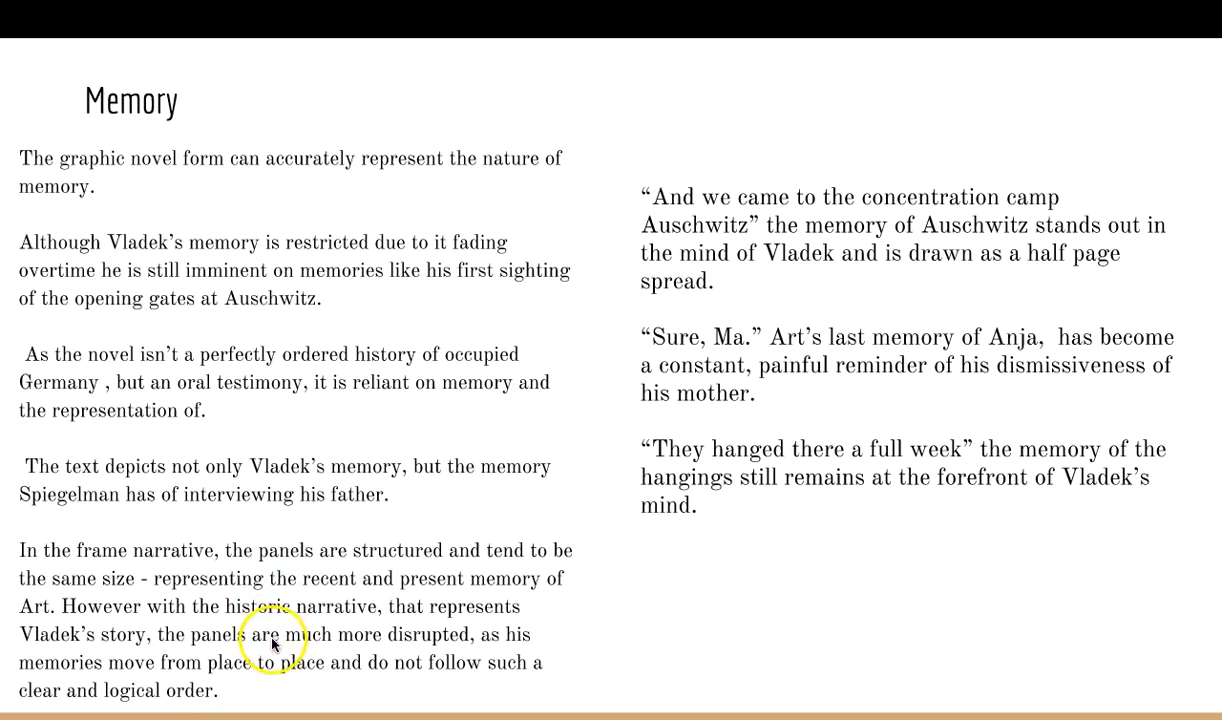 Memory
The graphic novel form can accurately represent the nature of
memory.
Although Vladek's memory is restricted due to it fading
overtime he is still imminent on memories like his first sighting
of the opening gates at Auschwitz.
As the novel isn't a perfectly ordered history of occupied
Germany , but an oral testimony, it is reliant on memory and
the representation of.
The text depicts not only Vladek's memory, but the memory
Spiegelman has of interviewing his father.
In the frame narrative, the panels are structured and tend to be
the same size - representing the recent and present memory of
Art. However with the historic narrative, that represents
Vladek's story, the panels are much more disrupted, as his
memories move from place to place and do not follow such a
clear and logical order.
“And we came to the concentration camp
Auschwitz” the memory of Auschwitz stands out in
the mind of Vladek and is drawn as a half page
spread.
“Sure, Ma.” Art's last memory of Anja,  has become
a constant, painful reminder of his dismissiveness of
his mother.
“They hanged there a full week” the memory of the
hangings still remains at the forefront of Vladek's
mind.